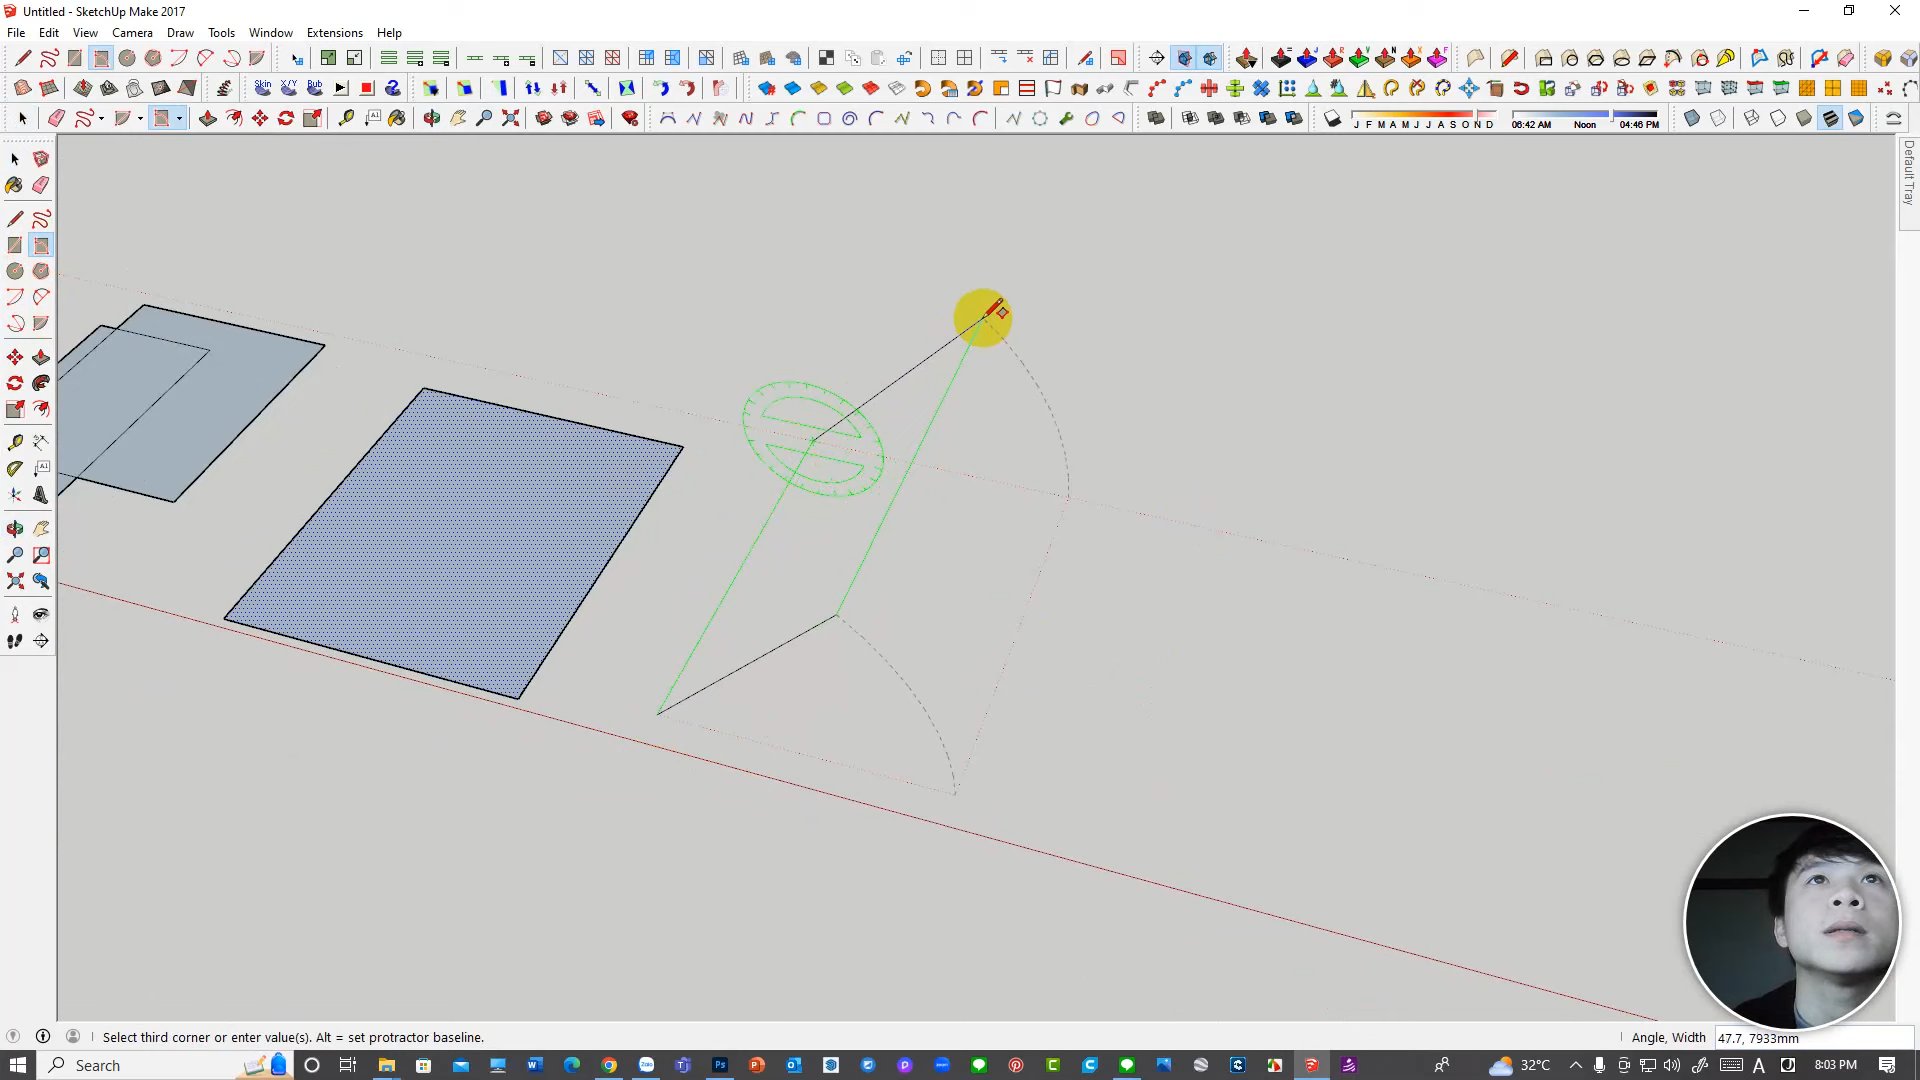 Untitled - SketchUp Make 2017
File Edit View Camera Draw Tools Window Extensions Help
Skin X/Y Bub
J F M A M J J A S O N D 06:42 AM Noon 04:46 PM
Default Tray
Select third corner or enter value(s). Alt = set protractor baseline.
Angle, Width 47.7, 7933mm
Search
32°C
8:03 PM